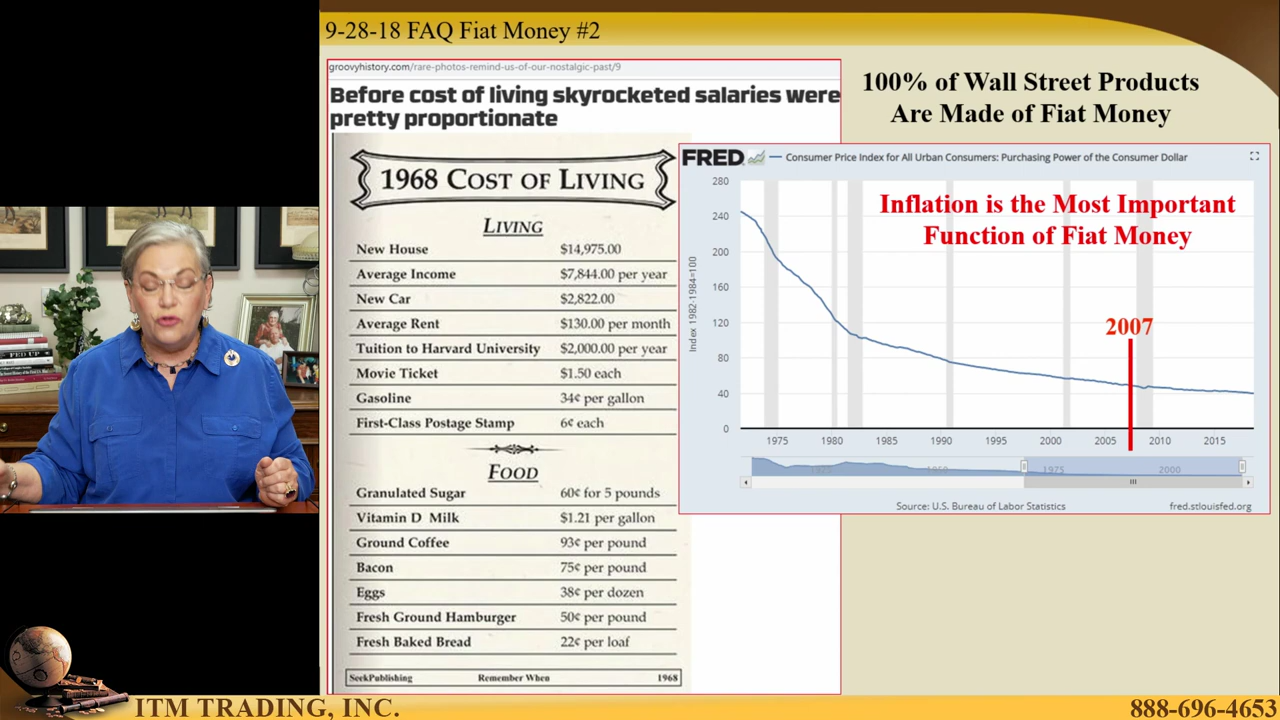 9-28-18 FAQ Fiat Money #2
groovyhistory.com/rare-photos-remind-us-of-our-nostalgic-past/9
Before cost of living skyrocketed salaries were
pretty proportionate
1968 COST OF LIVING
LIVING
New House $14,975.00
Average Income $7,844.00 per year
New Car $2,822.00
Average Rent $130.00 per month
Tuition to Harvard University $2,000.00 per year
Movie Ticket $1.50 each
Gasoline 34¢ per gallon
First-Class Postage Stamp 6¢ each
FOOD
Granulated Sugar 60¢ for 5 pounds
Vitamin D Milk $1.21 per gallon
Ground Coffee 93¢ per pound
Bacon 75¢ per pound
Eggs 38¢ per dozen
Fresh Ground Hamburger 50¢ per pound
Fresh Baked Bread 22¢ per loaf
SeekPublishing Remember When 1968
100% of Wall Street Products
Are Made of Fiat Money
FRED Consumer Price Index for All Urban Consumers: Purchasing Power of the Consumer Dollar
Inflation is the Most Important
Function of Fiat Money
2007
Index 1982-1984=100
280
240
200
160
120
80
40
0
1975 1980 1985 1990 1995 2000 2005 2010 2015
1975 2000
Source: U.S. Bureau of Labor Statistics fred.stlouisfed.org
FED UP
ITM TRADING, INC. 888-696-4653